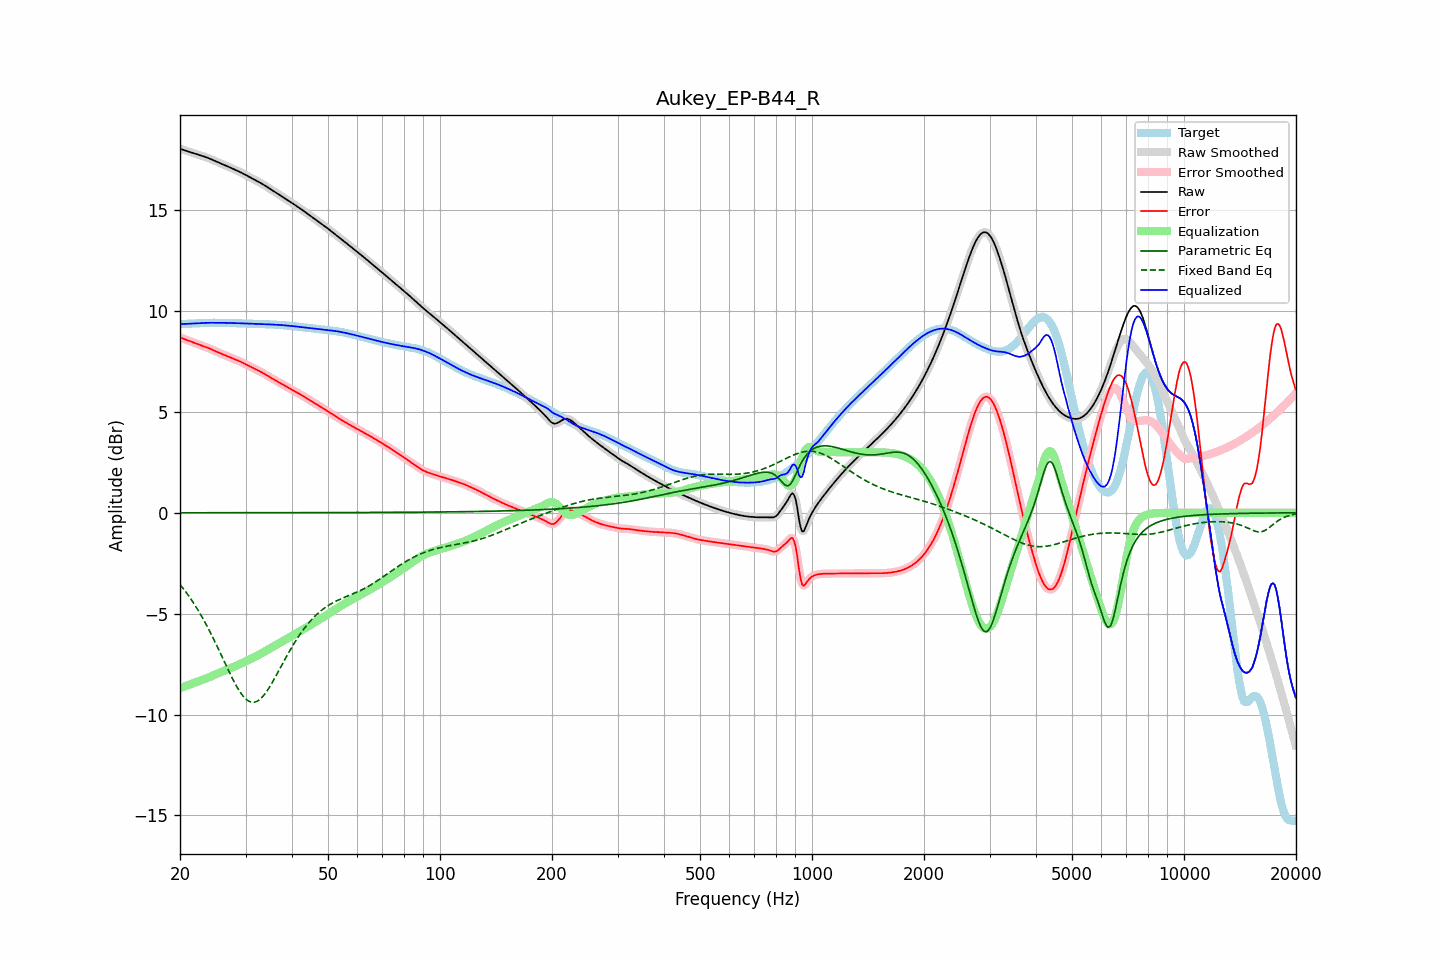 Aukey_EP-B44_R
Target
Raw Smoothed
Error Smoothed
Raw
Error
Equalization
Parametric Eq
Fixed Band Eq
Equalized
Amplitude (dBr)
15
10
5
0
−5
−10
−15
20
50
100
200
500
1000
2000
5000
10000
20000
Frequency (Hz)